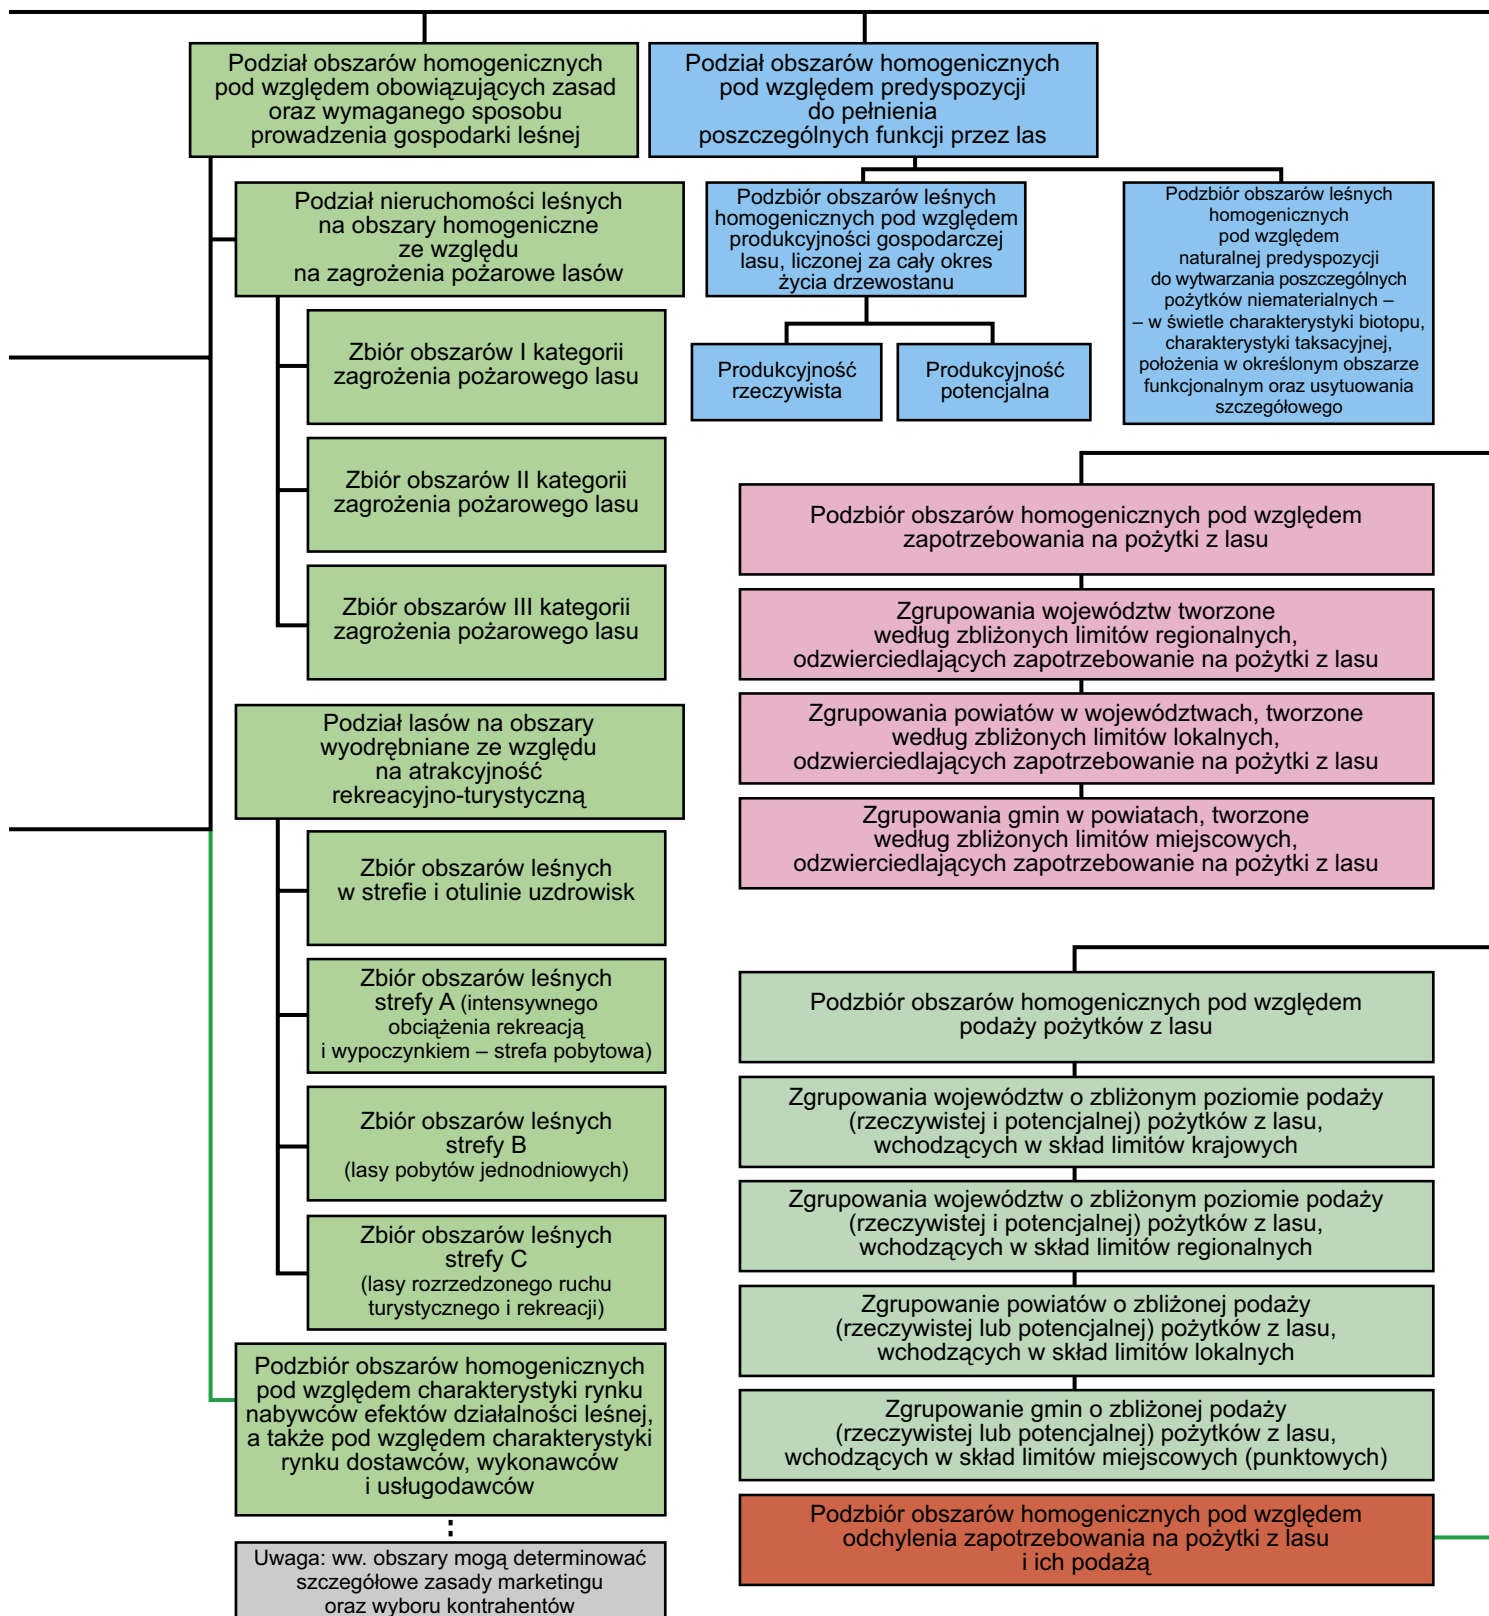 Podział obszarów homogenicznych
pod względem obowiązujących zasad
oraz wymaganego sposobu
prowadzenia gospodarki leśnej
Podział obszarów homogenicznych
pod względem predyspozycji
do pełnienia
poszczególnych funkcji przez las
Podział nieruchomości leśnych
na obszary homogeniczne
ze względu
na zagrożenia pożarowe lasów
Zbiór obszarów I kategorii
zagrożenia pożarowego lasu
Zbiór obszarów II kategorii
zagrożenia pożarowego lasu
Zbiór obszarów III kategorii
zagrożenia pożarowego lasu
Podział lasów na obszary
wyodrębniane ze względu
na atrakcyjność
rekreacyjno-turystyczną
Zbiór obszarów leśnych
w strefie i otulinie uzdrowisk
Zbiór obszarów leśnych
strefy A (intensywnego
obciążenia rekreacją
i wypoczynkiem – strefa pobytowa)
Zbiór obszarów leśnych
strefy B
(lasy pobytów jednodniowych)
Zbiór obszarów leśnych
strefy C
(lasy rozrzedzonego ruchu
turystycznego i rekreacji)
Podzbiór obszarów homogenicznych
pod względem charakterystyki rynku
nabywców efektów działalności leśnej,
a także pod względem charakterystyki
rynku dostawców, wykonawców
i usługodawców
Uwaga: ww. obszary mogą determinować
szczegółowe zasady marketingu
oraz wyboru kontrahentów
Podzbiór obszarów leśnych
homogenicznych pod względem
produkcyjności gospodarczej
lasu, liczonej za cały okres
życia drzewostanu
Produkcyjność
rzeczywista
Produkcyjność
potencjalna
Podzbiór obszarów leśnych
homogenicznych
pod względem
naturalnej predyspozycji
do wytwarzania poszczególnych
pożytków niematerialnych –
– w świetle charakterystyki biotopu,
charakterystyki taksacyjnej,
położenia w określonym obszarze
funkcjonalnym oraz usytuowania
szczegółowego
Podzbiór obszarów homogenicznych pod względem
zapotrzebowania na pożytki z lasu
Zgrupowania województw tworzone
według zbliżonych limitów regionalnych,
odzwierciedlających zapotrzebowanie na pożytki z lasu
Zgrupowania powiatów w województwach, tworzone
według zbliżonych limitów lokalnych,
odzwierciedlających zapotrzebowanie na pożytki z lasu
Zgrupowania gmin w powiatach, tworzone
według zbliżonych limitów miejscowych,
odzwierciedlających zapotrzebowanie na pożytki z lasu
Podzbiór obszarów homogenicznych pod względem
podaży pożytków z lasu
Zgrupowania województw o zbliżonym poziomie podaży
(rzeczywistej i potencjalnej) pożytków z lasu,
wchodzących w skład limitów krajowych
Zgrupowania województw o zbliżonym poziomie podaży
(rzeczywistej i potencjalnej) pożytków z lasu,
wchodzących w skład limitów regionalnych
Zgrupowanie powiatów o zbliżonej podaży
(rzeczywistej lub potencjalnej) pożytków z lasu,
wchodzących w skład limitów lokalnych
Zgrupowanie gmin o zbliżonej podaży
(rzeczywistej lub potencjalnej) pożytków z lasu,
wchodzących w skład limitów miejscowych (punktowych)
Podzbiór obszarów homogenicznych pod względem
odchylenia zapotrzebowania na pożytki z lasu
i ich podażą